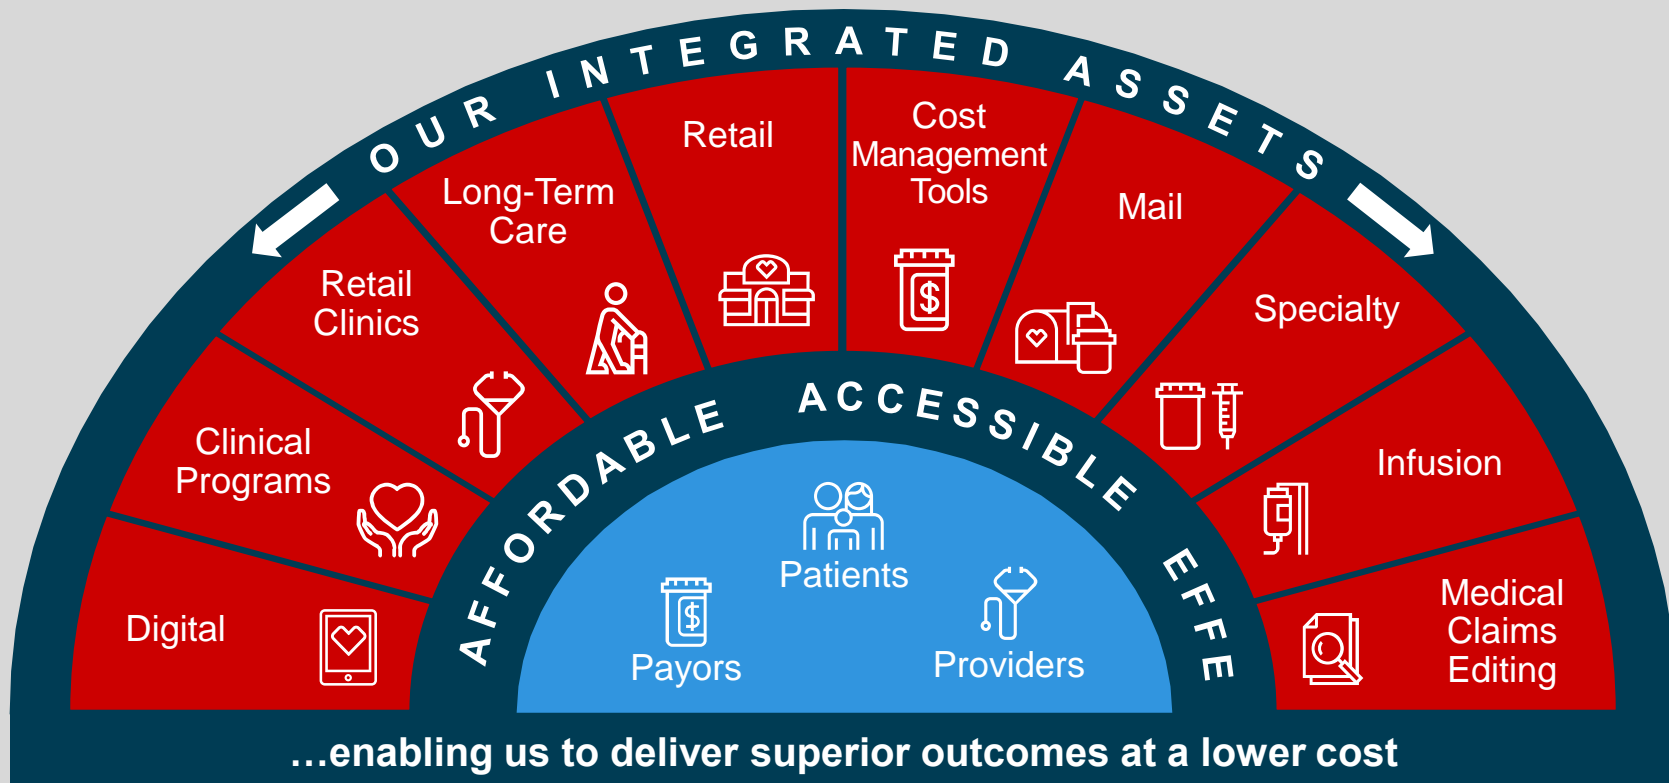 OUR INTEGRATED ASSETS
Digital
Clinical
Programs
Retail
Clinics
Long-Term
Care
Retail
Cost
Management
Tools
Mail
Specialty
Infusion
Medical
Claims
Editing
AFFORDABLE ACCESSIBLE EFFE
Patients
Payors
Providers
$
$
…enabling us to deliver superior outcomes at a lower cost